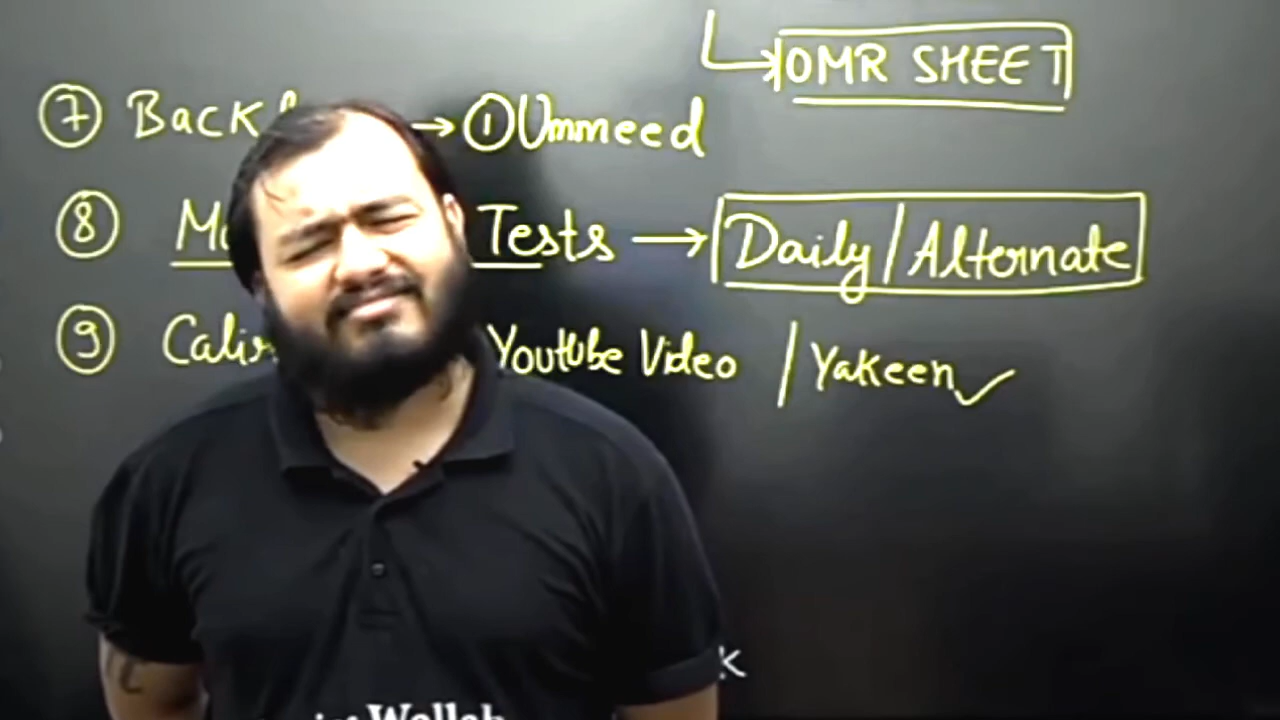 OMR SHEET
⑦ Back → ① Ummeed
⑧ Tests → Daily/Alternate
⑨ Youtube Video / Yakeen ✓
Wallah
K